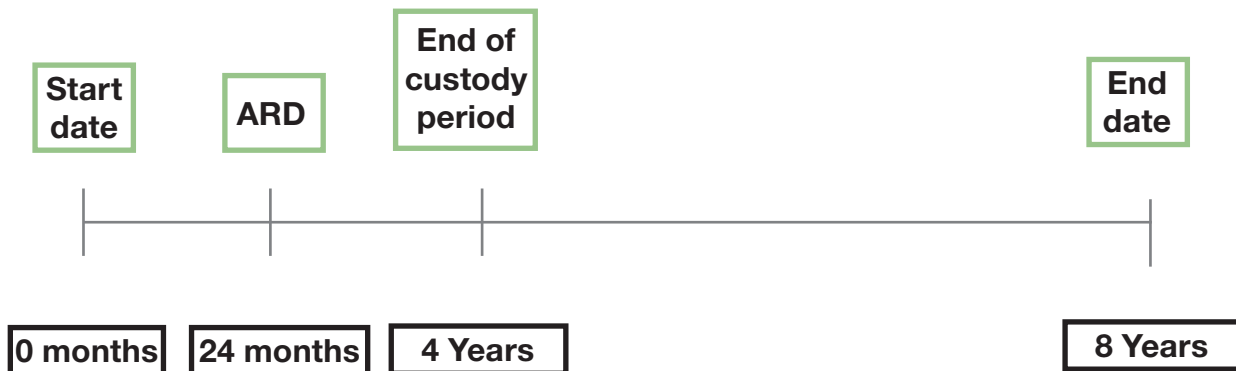 Start
date
ARD
End of
custody
period
End
date
0 months
24 months
4 Years
8 Years